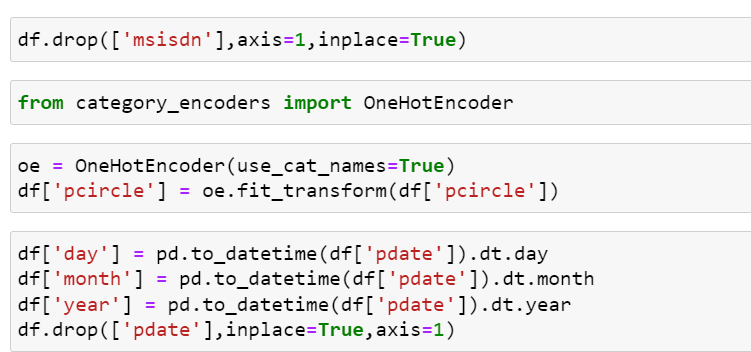 df.drop(['msisdn'],axis=1,inplace=True)
from category_encoders import OneHotEncoder
oe = OneHotEncoder(use_cat_names=True)
df['pcircle'] = oe.fit_transform(df['pcircle'])
df['day'] = pd.to_datetime(df['pdate']).dt.day
df['month'] = pd.to_datetime(df['pdate']).dt.month
df['year'] = pd.to_datetime(df['pdate']).dt.year
df.drop(['pdate'],inplace=True,axis=1)